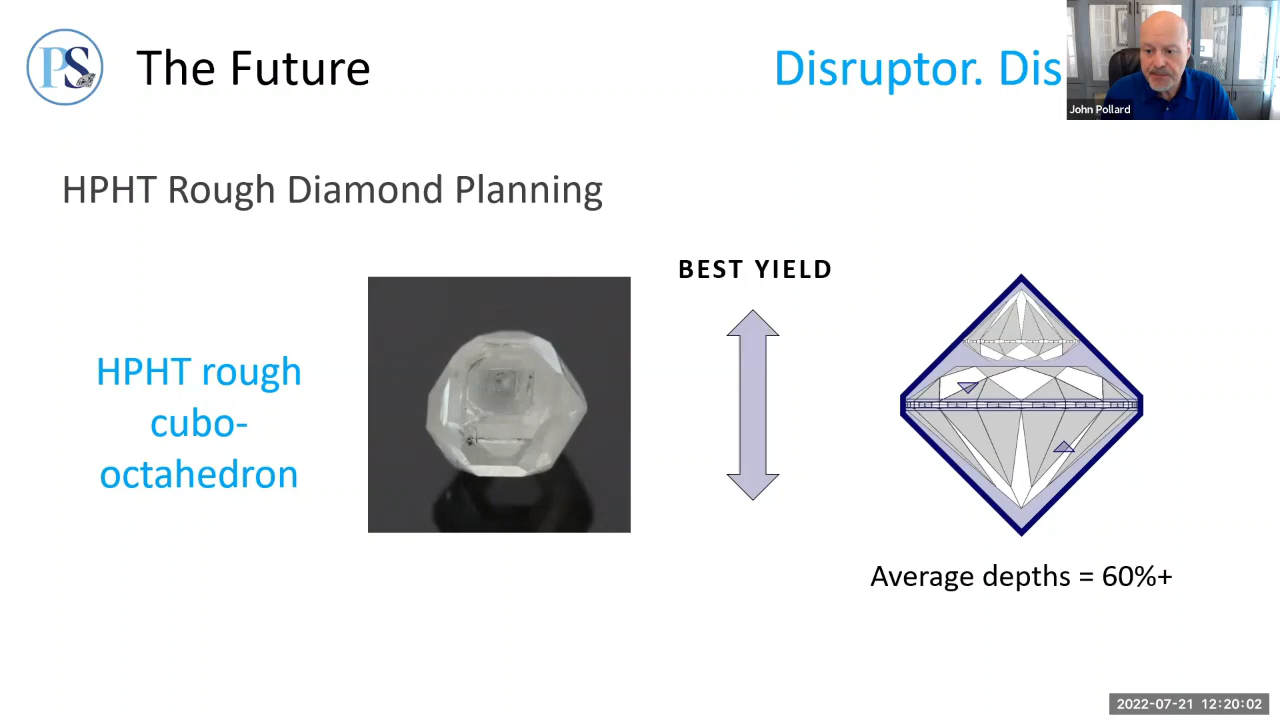 PS
The Future
Disruptor. Dis
John Pollard
HPHT Rough Diamond Planning
BEST YIELD
HPHT rough
cubo-
octahedron
Average depths = 60%+
2022-07-21 12:20:02